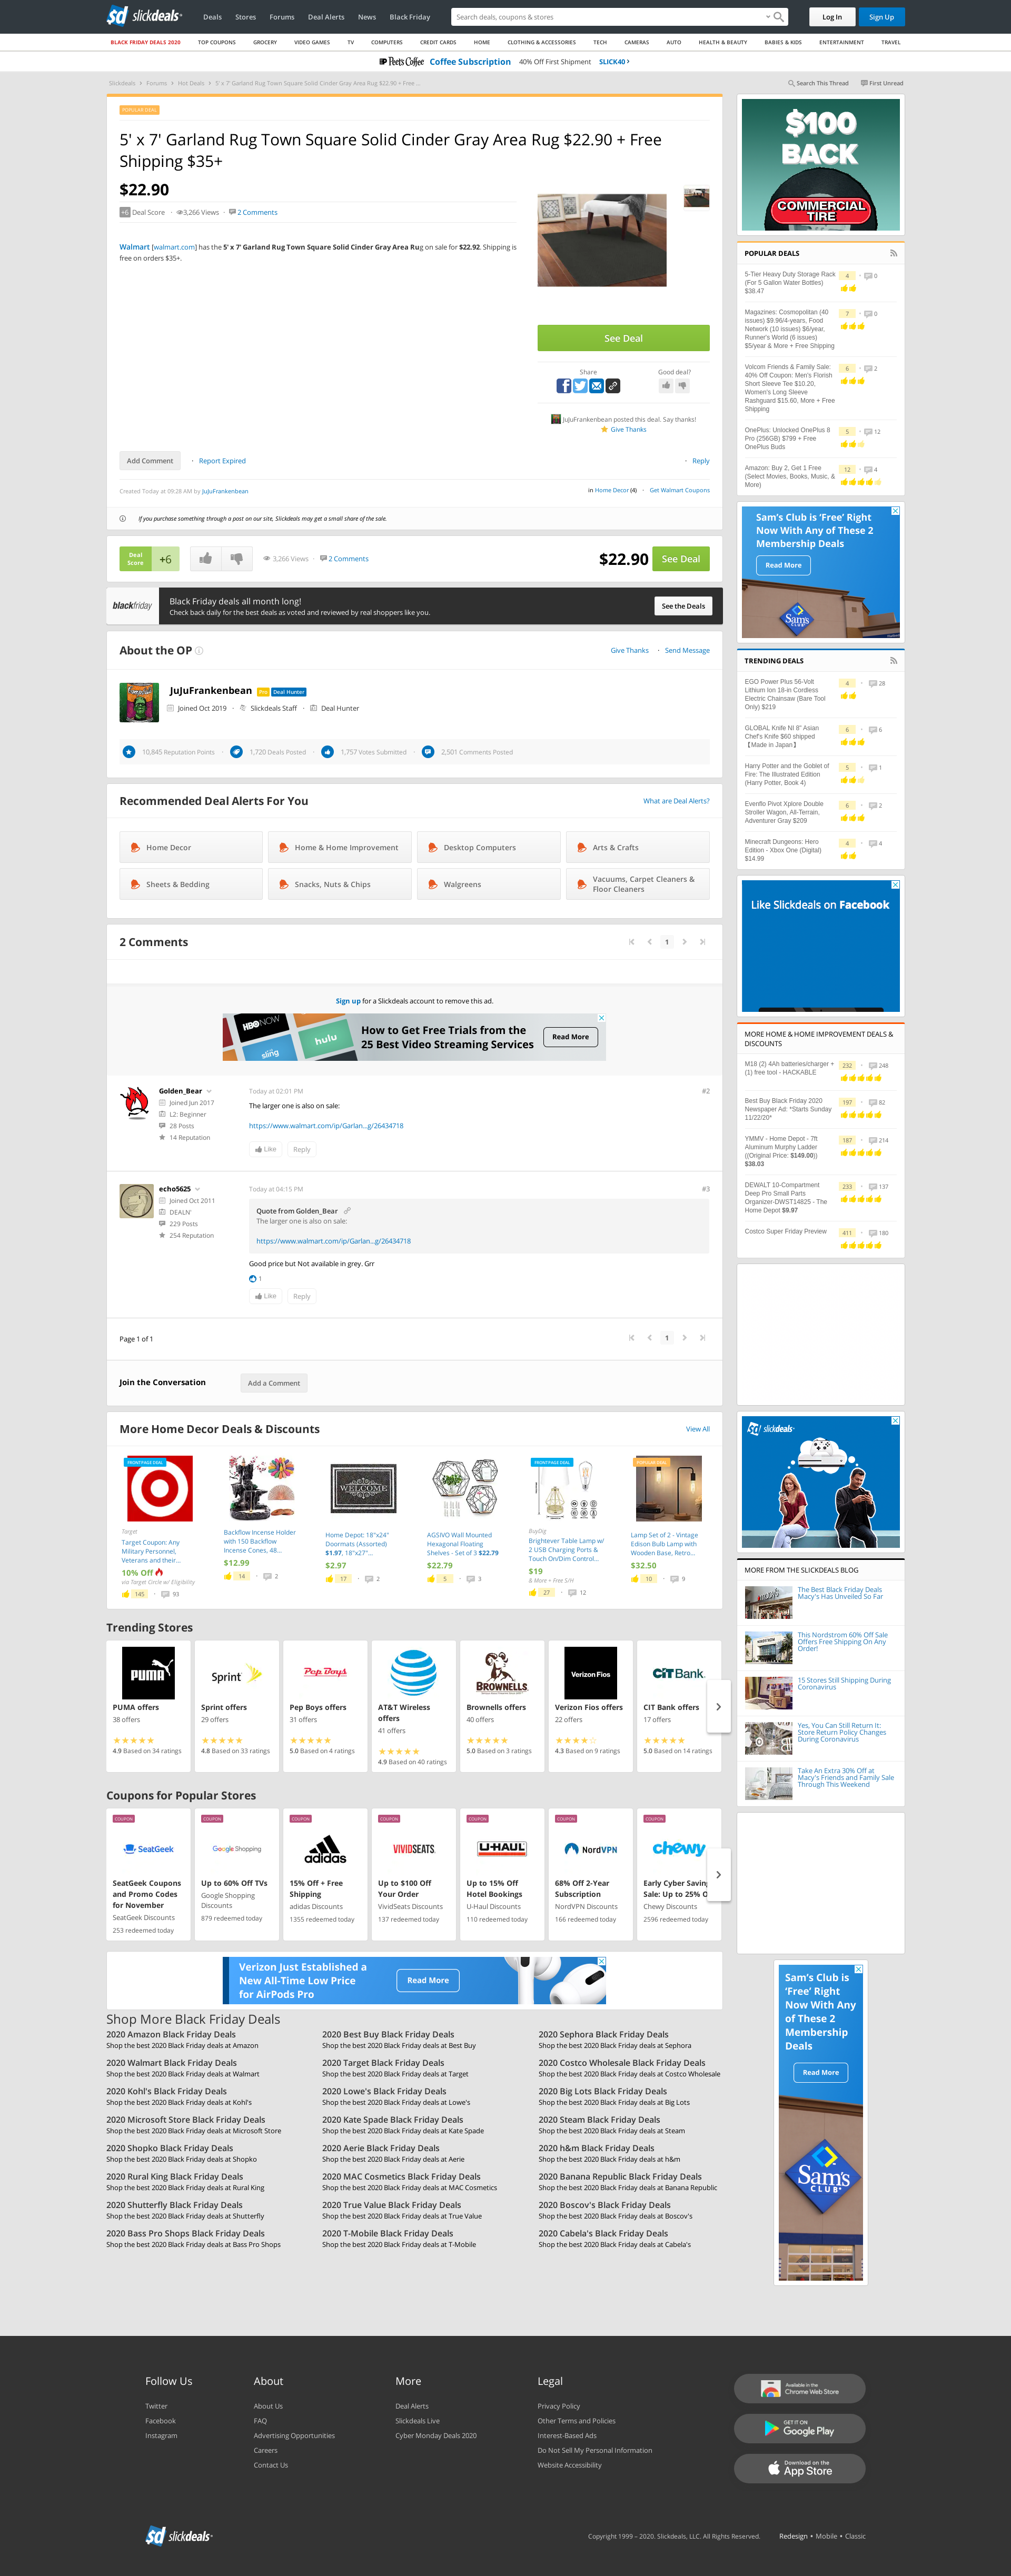 slickdeals
Deals
Stores
Forums
Deal Alerts
News
Black Friday
Search deals, coupons & stores
Log In
Sign Up
BLACK FRIDAY DEALS 2020
TOP COUPONS
GROCERY
VIDEO GAMES
TV
COMPUTERS
CREDIT CARDS
HOME
CLOTHING & ACCESSORIES
TECH
CAMERAS
AUTO
HEALTH & BEAUTY
BABIES & KIDS
ENTERTAINMENT
TRAVEL
Peet's Coffee Coffee Subscription 40% Off First Shipment SLICK40
Slickdeals > Forums > Hot Deals > 5' x 7' Garland Rug Town Square Solid Cinder Gray Area Rug $22.90 + Free ...
Search This Thread
First Unread
POPULAR DEAL
5' x 7' Garland Rug Town Square Solid Cinder Gray Area Rug $22.90 + Free
Shipping $35+
$22.90
+6 Deal Score · 3,266 Views · 2 Comments
Walmart [walmart.com] has the 5' x 7' Garland Rug Town Square Solid Cinder Gray Area Rug on sale for $22.92. Shipping is
free on orders $35+.
See Deal
Share
Good deal?
JuJuFrankenbean posted this deal. Say thanks!
Give Thanks
Add Comment · Report Expired
· Reply
Created Today at 09:28 AM by JuJuFrankenbean
in Home Decor (4) · Get Walmart Coupons
If you purchase something through a post on our site, Slickdeals may get a small share of the sale.
Deal
Score
+6
3,266 Views · 2 Comments
$22.90
See Deal
blackfriday
Black Friday deals all month long!
Check back daily for the best deals as voted and reviewed by real shoppers like you.
See the Deals
About the OP
Give Thanks · Send Message
JuJuFrankenbean Pro Deal Hunter
Joined Oct 2019 · Slickdeals Staff · Deal Hunter
10,845 Reputation Points
1,720 Deals Posted
1,757 Votes Submitted
2,501 Comments Posted
Recommended Deal Alerts For You
What are Deal Alerts?
Home Decor
Home & Home Improvement
Desktop Computers
Arts & Crafts
Sheets & Bedding
Snacks, Nuts & Chips
Walgreens
Vacuums, Carpet Cleaners &
Floor Cleaners
2 Comments
1
Sign up for a Slickdeals account to remove this ad.
HBO NOW
sling
hulu
How to Get Free Trials from the
25 Best Video Streaming Services
Read More
Golden_Bear
Joined Jun 2017
L2: Beginner
28 Posts
14 Reputation
Today at 02:01 PM
#2
The larger one is also on sale:
https://www.walmart.com/ip/Garlan...g/26434718
Like
Reply
echo5625
Joined Oct 2011
DEALN'
229 Posts
254 Reputation
Today at 04:15 PM
#3
Quote from Golden_Bear
The larger one is also on sale:
https://www.walmart.com/ip/Garlan...g/26434718
Good price but Not available in grey. Grr
1
Like
Reply
Page 1 of 1
1
Join the Conversation
Add a Comment
More Home Decor Deals & Discounts
View All
FRONTPAGE DEAL
Target
Target Coupon: Any
Military Personnel,
Veterans and their...
10% Off
via Target Circle w/ Eligibility
145 · 93
Backflow Incense Holder
with 150 Backflow
Incense Cones, 48...
$12.99
14 · 2
WELCOME
Home Depot: 18"x24"
Doormats (Assorted)
$1.97, 18"x27"...
$2.97
17 · 2
AGSIVO Wall Mounted
Hexagonal Floating
Shelves - Set of 3 $22.79
$22.79
5 · 3
FRONTPAGE DEAL
BuyDig
Brightever Table Lamp w/
2 USB Charging Ports &
Touch On/Dim Control...
$19
& More + Free S/H
27 · 12
POPULAR DEAL
Lamp Set of 2 - Vintage
Edison Bulb Lamp with
Wooden Base, Retro...
$32.50
10 · 9
Trending Stores
PUMA
PUMA offers
38 offers
4.9 Based on 34 ratings
Sprint
Sprint offers
29 offers
4.8 Based on 33 ratings
Pep Boys
Pep Boys offers
31 offers
5.0 Based on 4 ratings
AT&T Wireless
offers
41 offers
4.9 Based on 40 ratings
BROWNELLS
Brownells offers
40 offers
5.0 Based on 3 ratings
Verizon Fios
Verizon Fios offers
22 offers
4.3 Based on 9 ratings
CIT Bank
CIT Bank offers
17 offers
5.0 Based on 14 ratings
Coupons for Popular Stores
COUPON
SeatGeek
SeatGeek Coupons
and Promo Codes
for November
SeatGeek Discounts
253 redeemed today
COUPON
Google Shopping
Up to 60% Off TVs
Google Shopping
Discounts
879 redeemed today
COUPON
adidas
15% Off + Free
Shipping
adidas Discounts
1355 redeemed today
COUPON
VIVIDSEATS
Up to $100 Off
Your Order
VividSeats Discounts
137 redeemed today
COUPON
U-HAUL
Up to 15% Off
Hotel Bookings
U-Haul Discounts
110 redeemed today
COUPON
NordVPN
68% Off 2-Year
Subscription
NordVPN Discounts
166 redeemed today
COUPON
chewy
Early Cyber Saving
Sale: Up to 25% O
Chewy Discounts
2596 redeemed today
Verizon Just Established a
New All-Time Low Price
for AirPods Pro
Read More
Shop More Black Friday Deals
2020 Amazon Black Friday Deals
Shop the best 2020 Black Friday deals at Amazon
2020 Best Buy Black Friday Deals
Shop the best 2020 Black Friday deals at Best Buy
2020 Sephora Black Friday Deals
Shop the best 2020 Black Friday deals at Sephora
2020 Walmart Black Friday Deals
Shop the best 2020 Black Friday deals at Walmart
2020 Target Black Friday Deals
Shop the best 2020 Black Friday deals at Target
2020 Costco Wholesale Black Friday Deals
Shop the best 2020 Black Friday deals at Costco Wholesale
2020 Kohl's Black Friday Deals
Shop the best 2020 Black Friday deals at Kohl's
2020 Lowe's Black Friday Deals
Shop the best 2020 Black Friday deals at Lowe's
2020 Big Lots Black Friday Deals
Shop the best 2020 Black Friday deals at Big Lots
2020 Microsoft Store Black Friday Deals
Shop the best 2020 Black Friday deals at Microsoft Store
2020 Kate Spade Black Friday Deals
Shop the best 2020 Black Friday deals at Kate Spade
2020 Steam Black Friday Deals
Shop the best 2020 Black Friday deals at Steam
2020 Shopko Black Friday Deals
Shop the best 2020 Black Friday deals at Shopko
2020 Aerie Black Friday Deals
Shop the best 2020 Black Friday deals at Aerie
2020 h&m Black Friday Deals
Shop the best 2020 Black Friday deals at h&m
2020 Rural King Black Friday Deals
Shop the best 2020 Black Friday deals at Rural King
2020 MAC Cosmetics Black Friday Deals
Shop the best 2020 Black Friday deals at MAC Cosmetics
2020 Banana Republic Black Friday Deals
Shop the best 2020 Black Friday deals at Banana Republic
2020 Shutterfly Black Friday Deals
Shop the best 2020 Black Friday deals at Shutterfly
2020 True Value Black Friday Deals
Shop the best 2020 Black Friday deals at True Value
2020 Boscov's Black Friday Deals
Shop the best 2020 Black Friday deals at Boscov's
2020 Bass Pro Shops Black Friday Deals
Shop the best 2020 Black Friday deals at Bass Pro Shops
2020 T-Mobile Black Friday Deals
Shop the best 2020 Black Friday deals at T-Mobile
2020 Cabela's Black Friday Deals
Shop the best 2020 Black Friday deals at Cabela's
$100
BACK
COMMERCIAL
TIRE
POPULAR DEALS
5-Tier Heavy Duty Storage Rack
(For 5 Gallon Water Bottles)
$38.47
4 · 0
Magazines: Cosmopolitan (40
issues) $9.96/4-years, Food
Network (10 issues) $6/year,
Runner's World (6 issues)
$5/year & More + Free Shipping
7 · 0
Volcom Friends & Family Sale:
40% Off Coupon: Men's Florish
Short Sleeve Tee $10.20,
Women's Long Sleeve
Rashguard $15.60, More + Free
Shipping
6 · 2
OnePlus: Unlocked OnePlus 8
Pro (256GB) $799 + Free
OnePlus Buds
5 · 12
Amazon: Buy 2, Get 1 Free
(Select Movies, Books, Music, &
More)
12 · 4
Sam's Club is 'Free' Right
Now With Any of These 2
Membership Deals
Read More
Sam's
CLUB
TRENDING DEALS
EGO Power Plus 56-Volt
Lithium Ion 18-in Cordless
Electric Chainsaw (Bare Tool
Only) $219
4 · 28
GLOBAL Knife NI 8" Asian
Chef's Knife $60 shipped
【Made in Japan】
6 · 6
Harry Potter and the Goblet of
Fire: The Illustrated Edition
(Harry Potter, Book 4)
5 · 1
Evenflo Pivot Xplore Double
Stroller Wagon, All-Terrain,
Adventurer Gray $209
6 · 2
Minecraft Dungeons: Hero
Edition - Xbox One (Digital)
$14.99
4 · 4
Like Slickdeals on Facebook
MORE HOME & HOME IMPROVEMENT DEALS &
DISCOUNTS
M18 (2) 4Ah batteries/charger +
(1) free tool - HACKABLE
232 · 248
Best Buy Black Friday 2020
Newspaper Ad: *Starts Sunday
11/22/20*
197 · 82
YMMV - Home Depot - 7ft
Aluminum Murphy Ladder
((Original Price: $149.00))
$38.03
187 · 214
DEWALT 10-Compartment
Deep Pro Small Parts
Organizer-DWST14825 - The
Home Depot $9.97
233 · 137
Costco Super Friday Preview
411 · 180
slickdeals
MORE FROM THE SLICKDEALS BLOG
The Best Black Friday Deals
Macy's Has Unveiled So Far
This Nordstrom 60% Off Sale
Offers Free Shipping On Any
Order!
15 Stores Still Shipping During
Coronavirus
Yes, You Can Still Return It:
Store Return Policy Changes
During Coronavirus
Take An Extra 30% Off at
Macy's Friends and Family Sale
Through This Weekend
Sam's Club is
'Free' Right
Now With Any
of These 2
Membership
Deals
Read More
Sam's
CLUB
Follow Us
Twitter
Facebook
Instagram
About
About Us
FAQ
Advertising Opportunities
Careers
Contact Us
More
Deal Alerts
Slickdeals Live
Cyber Monday Deals 2020
Legal
Privacy Policy
Other Terms and Policies
Interest-Based Ads
Do Not Sell My Personal Information
Website Accessibility
Available in the
Chrome Web Store
GET IT ON
Google Play
Download on the
App Store
slickdeals
Copyright 1999 – 2020. Slickdeals, LLC. All Rights Reserved.
Redesign • Mobile • Classic